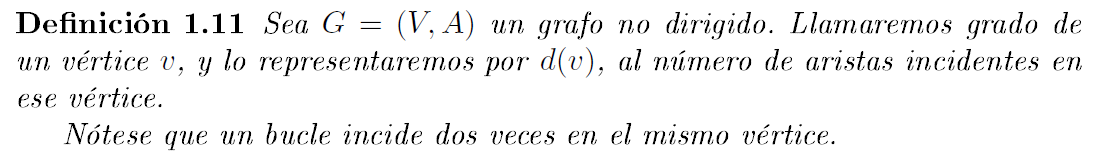 Definición 1.11 Sea G = (V, A) un grafo no dirigido. Llamaremos grado de
un vértice v, y lo representaremos por d(v), al número de aristas incidentes en
ese vértice.
Nótese que un bucle incide dos veces en el mismo vértice.